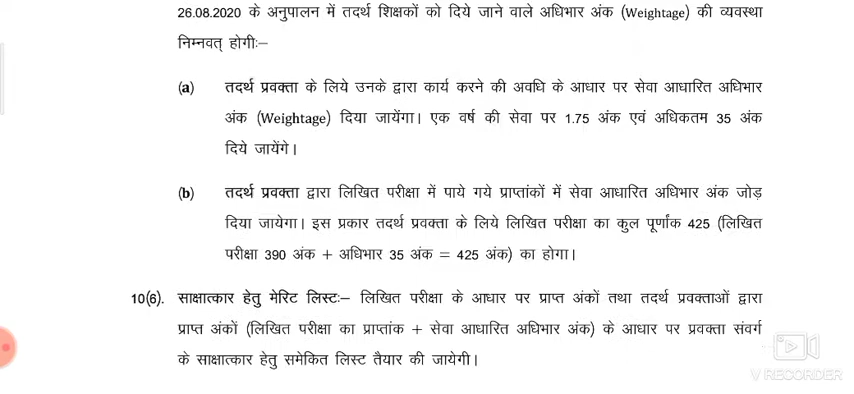 26.08.2020 के अनुपालन में तदर्थ शिक्षकों को दिये जाने वाले अधिभार अंक (Weightage) की व्यवस्था
निम्नवत् होगीः–
(a) तदर्थ प्रवक्ता के लिये उनके द्वारा कार्य करने की अवधि के आधार पर सेवा आधारित अधिभार
अंक (Weightage) दिया जायेंगा। एक वर्ष की सेवा पर 1.75 अंक एवं अधिकतम 35 अंक
दिये जायेंगे।
(b) तदर्थ प्रवक्ता द्वारा लिखित परीक्षा में पाये गये प्राप्तांकों में सेवा आधारित अधिभार अंक जोड़
दिया जायेगा। इस प्रकार तदर्थ प्रवक्ता के लिये लिखित परीक्षा का कुल पूर्णांक 425 (लिखित
परीक्षा 390 अंक + अधिभार 35 अंक = 425 अंक) का होगा।
10(6). साक्षात्कार हेतु मेरिट लिस्टः– लिखित परीक्षा के आधार पर प्राप्त अंकों तथा तदर्थ प्रवक्ताओं द्वारा
प्राप्त अंकों (लिखित परीक्षा का प्राप्तांक + सेवा आधारित अधिभार अंक) के आधार पर प्रवक्ता संवर्ग
के साक्षात्कार हेतु समेकित लिस्ट तैयार की जायेगी।
V RECORDER